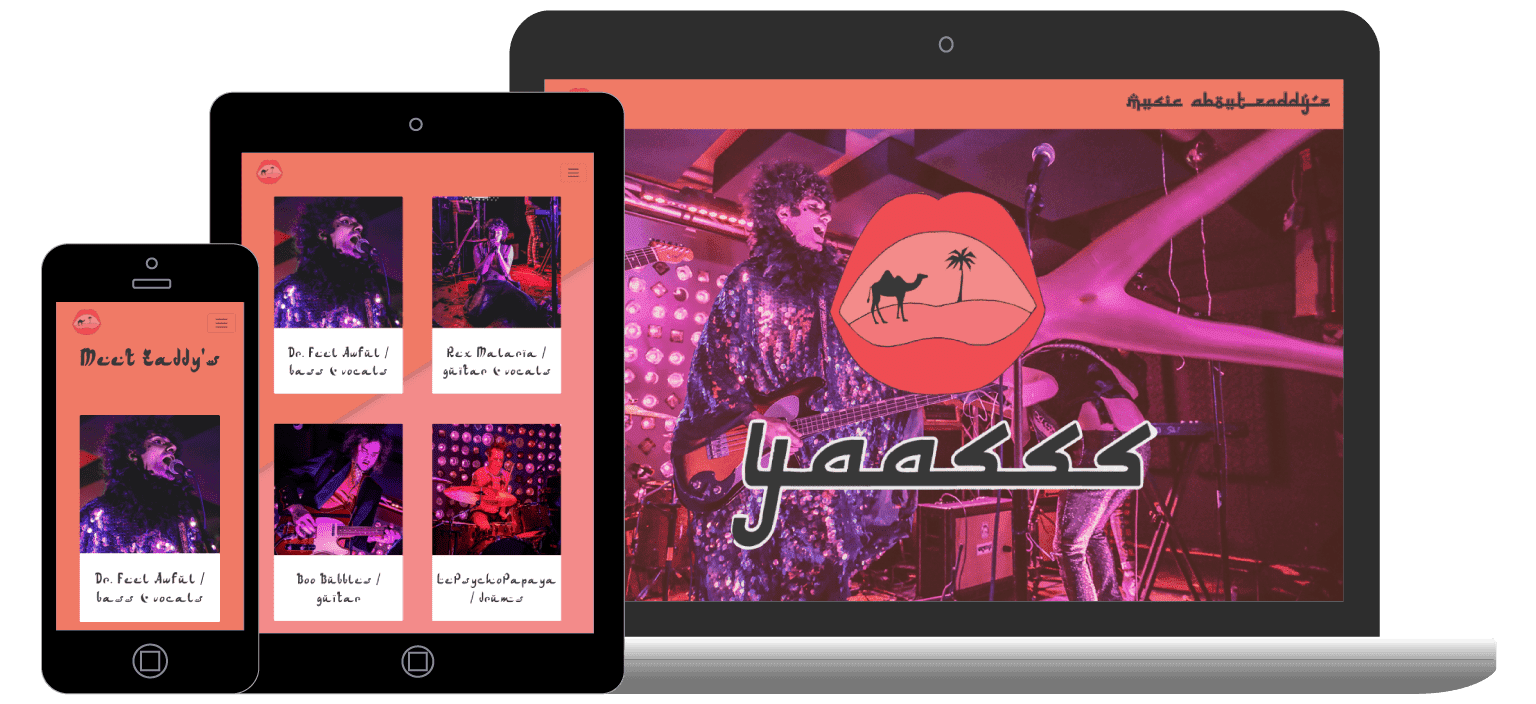 Meet Zaddy's
Dr. Feel Awful /
bass & vocals
Dr. Feel Awful /
bass & vocals
Rex Malaria /
guitar & vocals
Boo Bubbles /
guitar
LePsychoPapaya
/ drums
music about zaddy's
yaasss